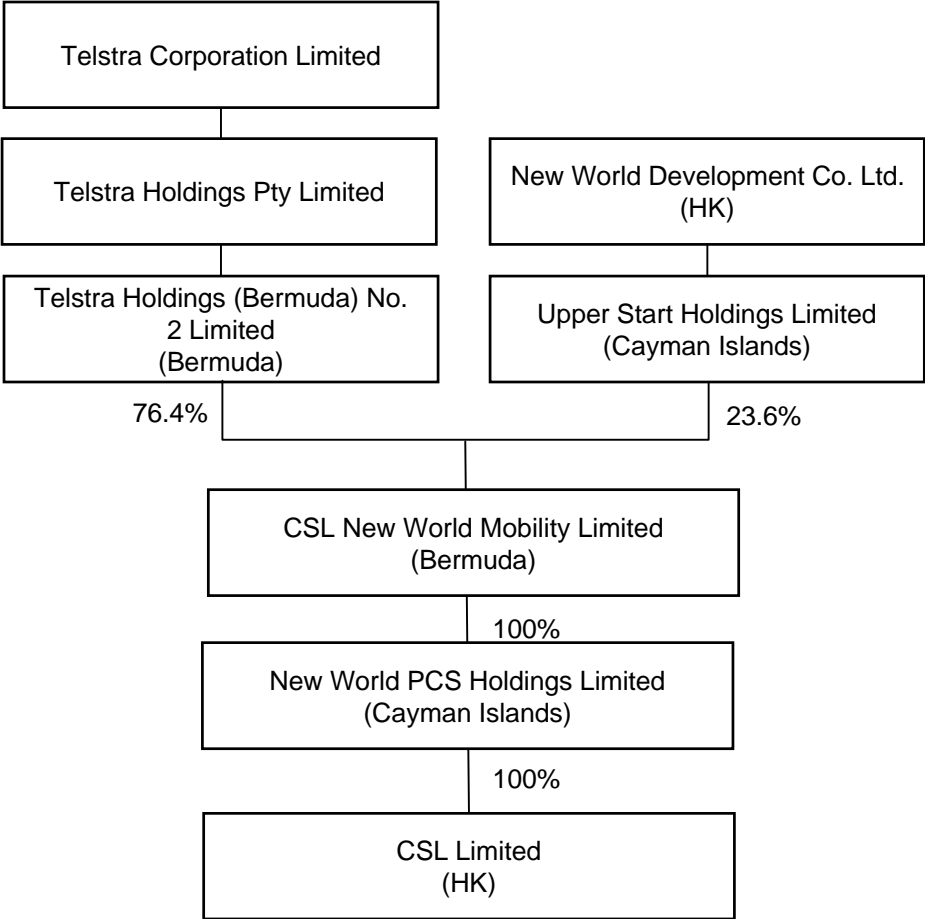 Telstra Corporation Limited
Telstra Holdings Pty Limited
New World Development Co. Ltd.
(HK)
Telstra Holdings (Bermuda) No.
2 Limited
(Bermuda)
Upper Start Holdings Limited
(Cayman Islands)
76.4%
23.6%
CSL New World Mobility Limited
(Bermuda)
100%
New World PCS Holdings Limited
(Cayman Islands)
100%
CSL Limited
(HK)